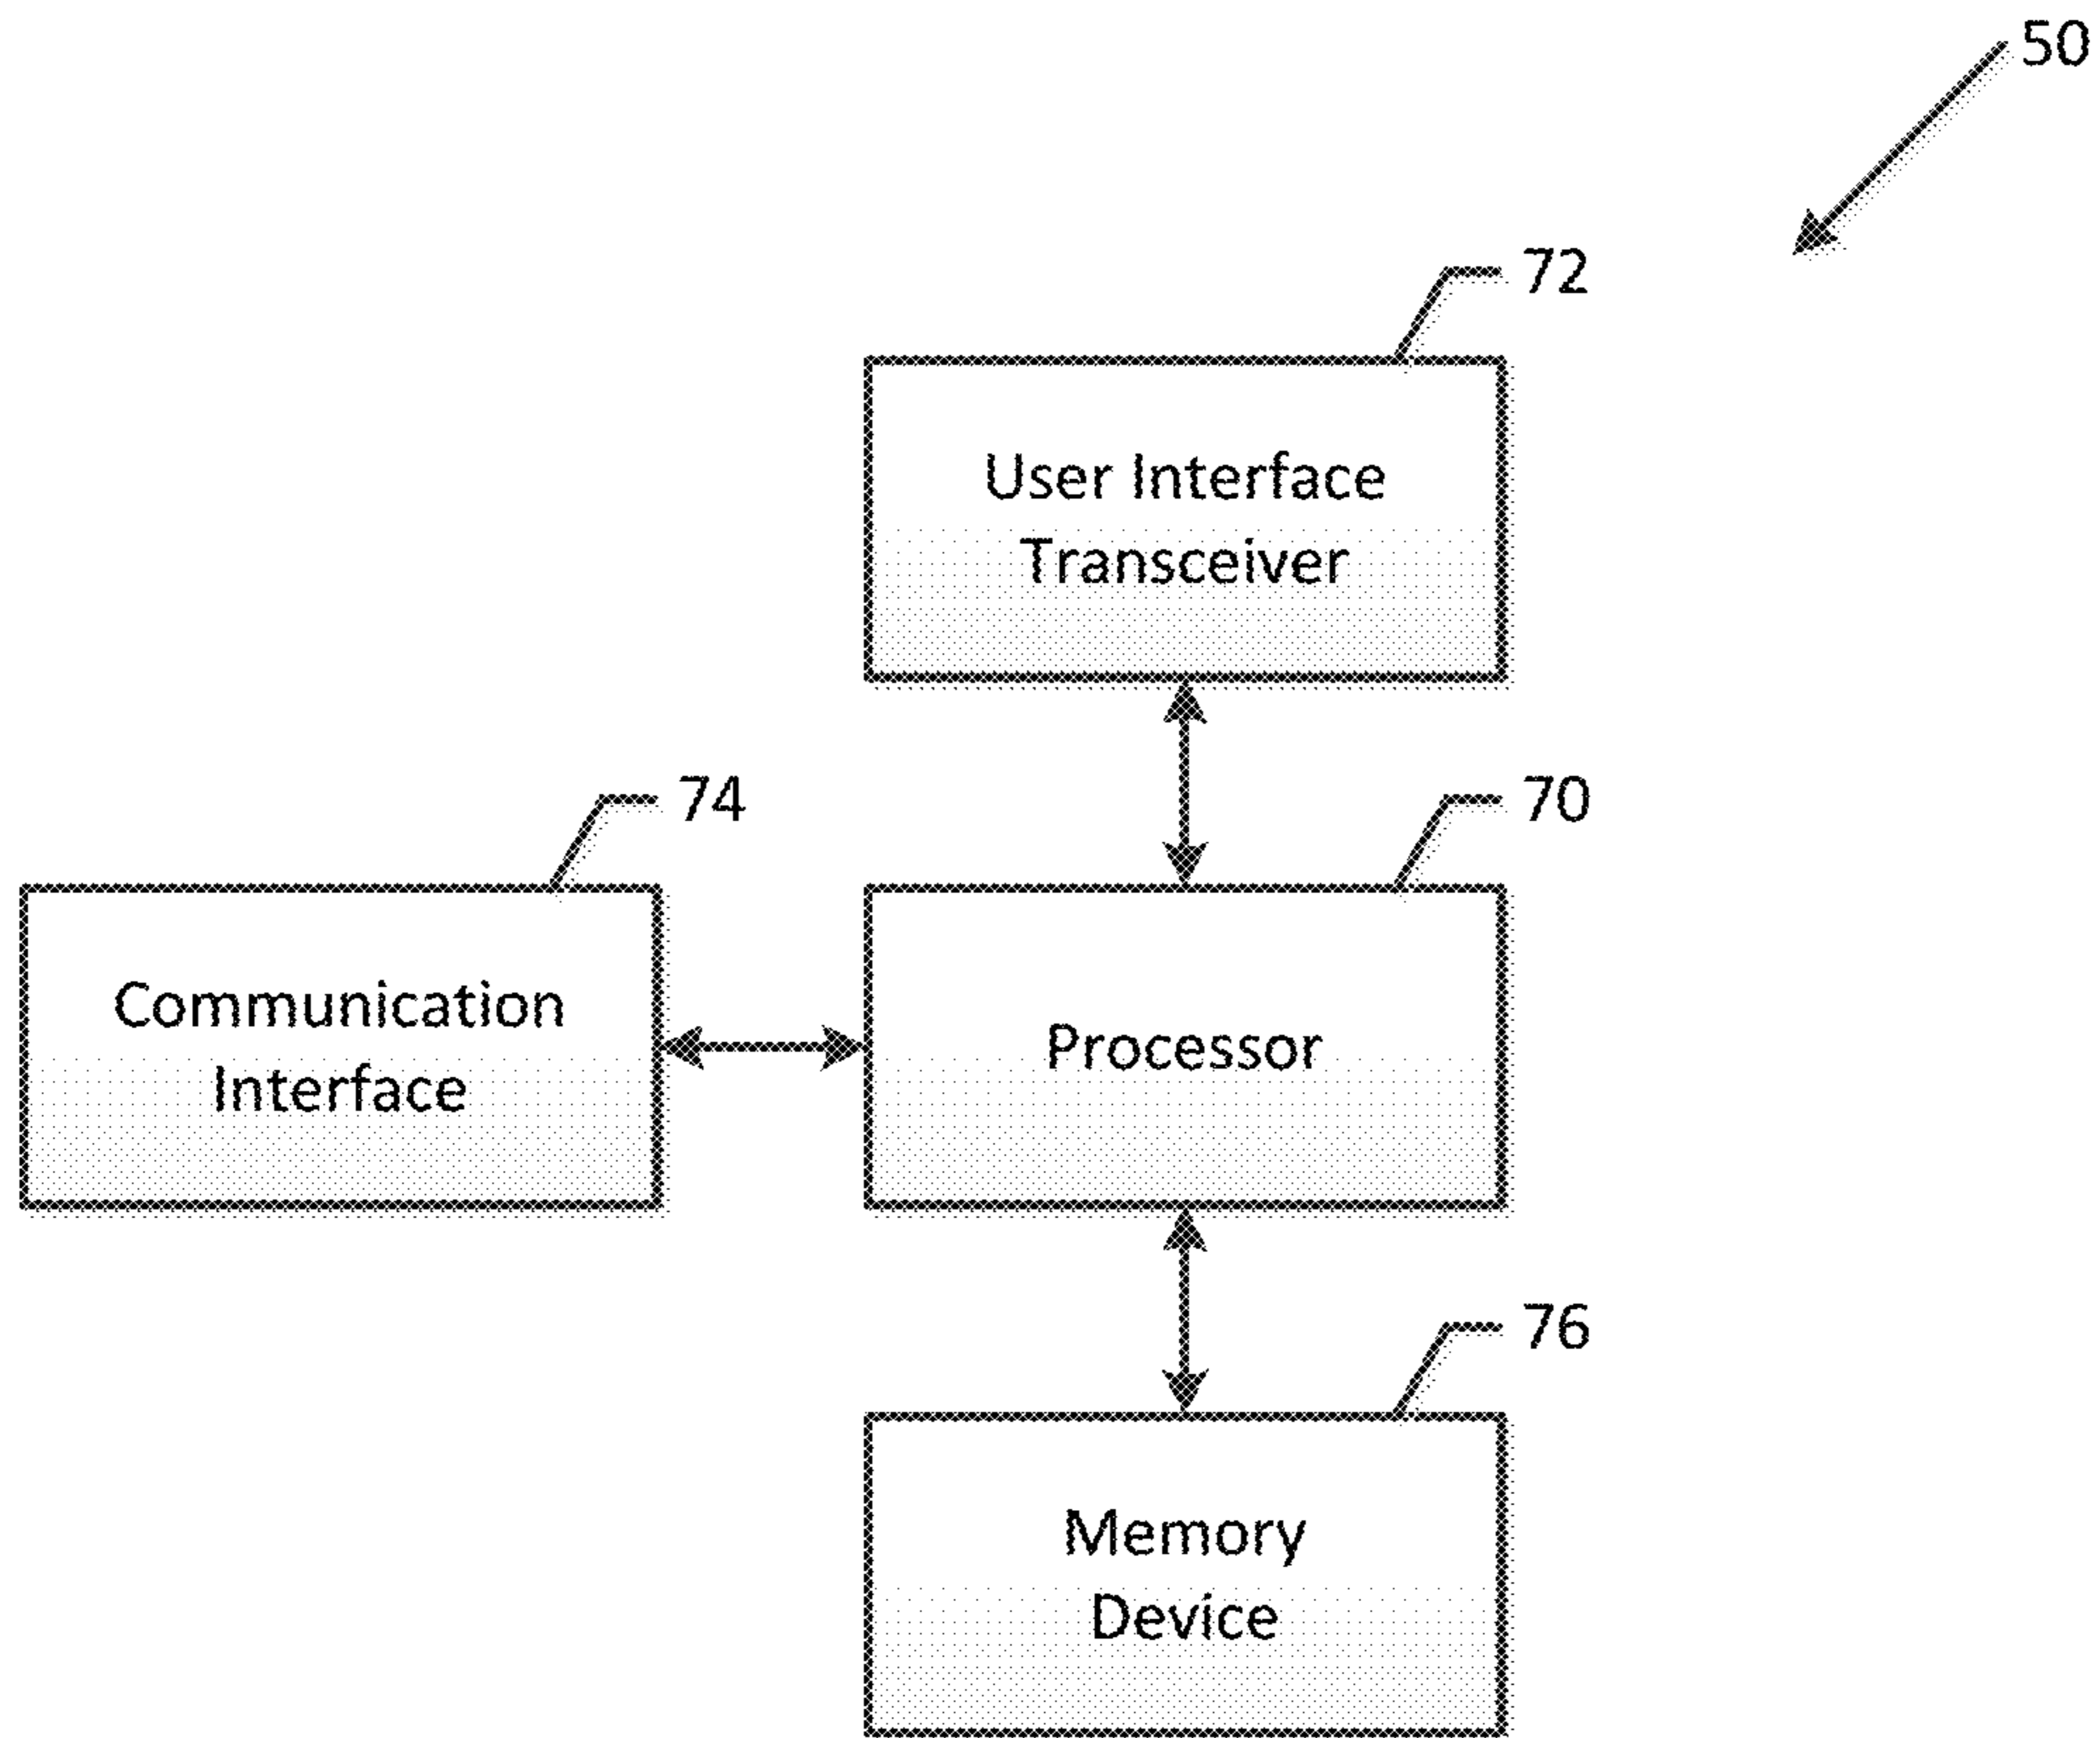 50
72
User Interface
Transceiver
74
70
Communication
Interface
Processor
76
Memory
Device